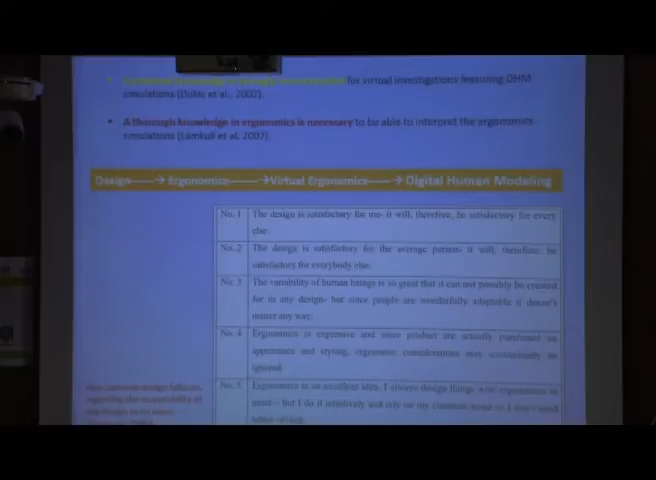 for virtual investigations featuring DHM
simulations (Dukic et al., 2002).
A thorough knowledge in ergonomics is necessary to be able to interpret the ergonomics
simulations (Lamkull et al. 2007).
Design → Ergonomics → Virtual Ergonomics → Digital Human Modeling
No. 1 The design is satisfactory for me- it will, therefore, be satisfactory for every
else.
No. 2 The design is satisfactory for the average person- it will, therefore, be
satisfactory for everybody else.
No. 3 The variability of human beings is so great that it can not possibly be created
for in any design- but since people are wonderfully adaptable it doesn't
matter any way.
No. 4 Ergonomics is expensive and since product are actually purchased on
appearance and styling, ergonomic considerations may conveniently be
ignored.
No. 5 Ergonomics is an excellent idea. I always design things with ergonomics in
mind- but I do it intuitively and rely on my common sense so I don't need
Five common design fallacies
regarding the